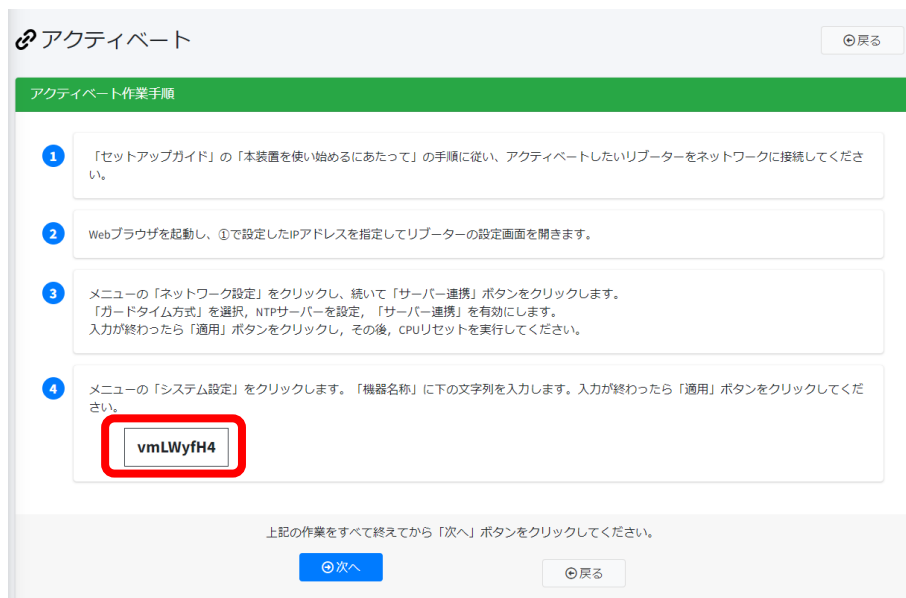 アクティベート
戻る
アクティベート作業手順
1
「セットアップガイド」の「本装置を使い始めるにあたって」の手順に従い、アクティベートしたいリブーターをネットワークに接続してくださ
い。
2
Webブラウザを起動し、①で設定したIPアドレスを指定してリブーターの設定画面を開きます。
3
メニューの「ネットワーク設定」をクリックし、続いて「サーバー連携」ボタンをクリックします。
「ガードタイム方式」を選択, NTPサーバーを設定, 「サーバー連携」を有効にします。
入力が終わったら「適用」ボタンをクリックし, その後, CPUリセットを実行してください。
4
メニューの「システム設定」をクリックします。「機器名称」に下の文字列を入力します。入力が終わったら「適用」ボタンをクリックしてくだ
さい。
vmLWyfH4
上記の作業をすべて終えてから「次へ」ボタンをクリックしてください。
次へ
戻る